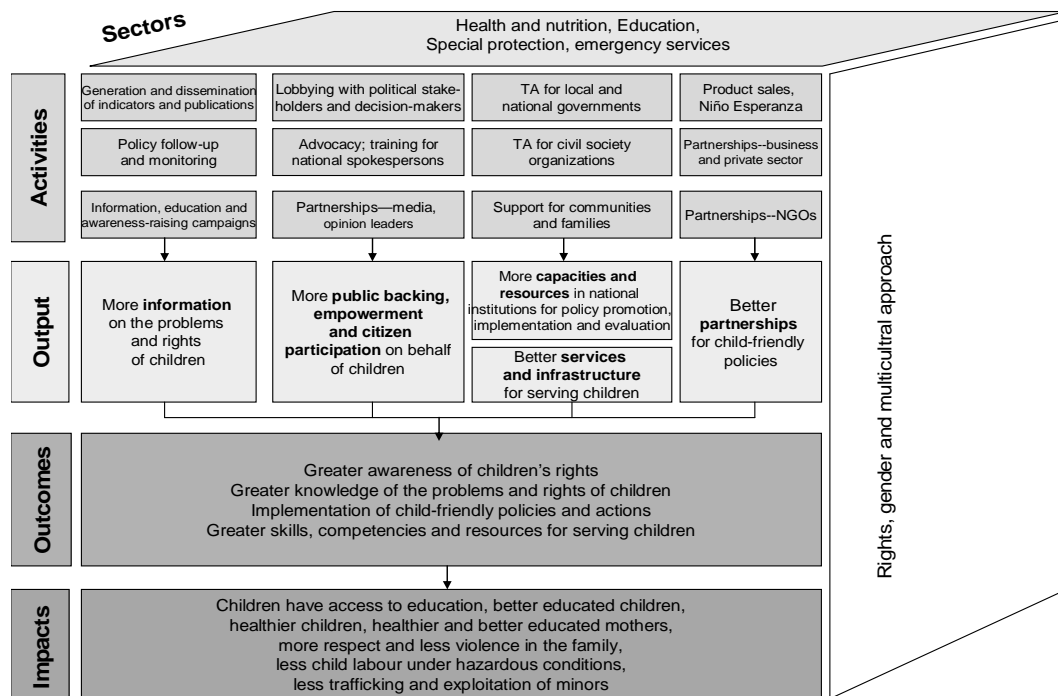 Sectors
Health and nutrition, Education,
Special protection, emergency services
Activities
Generation and dissemination
of indicators and publications
Lobbying with political stake-
holders and decision-makers
TA for local and
national governments
Product sales,
Niño Esperanza
Policy follow-up
and monitoring
Advocacy; training for
national spokespersons
TA for civil society
organizations
Partnerships--business
and private sector
Information, education and
awareness-raising campaigns
Partnerships—media,
opinion leaders
Support for communities
and families
Partnerships--NGOs
Output
More information
on the problems
and rights
of children
More public backing,
empowerment
and citizen
participation on behalf
of children
More capacities and
resources in national
institutions for policy promotion,
implementation and evaluation
Better services
and infrastructure
for serving children
Better
partnerships
for child-friendly
policies
Outcomes
Greater awareness of children’s rights
Greater knowledge of the problems and rights of children
Implementation of child-friendly policies and actions
Greater skills, competencies and resources for serving children
Impacts
Children have access to education, better educated children,
healthier children, healthier and better educated mothers,
more respect and less violence in the family,
less child labour under hazardous conditions,
less trafficking and exploitation of minors
Rights, gender and multicultral approach